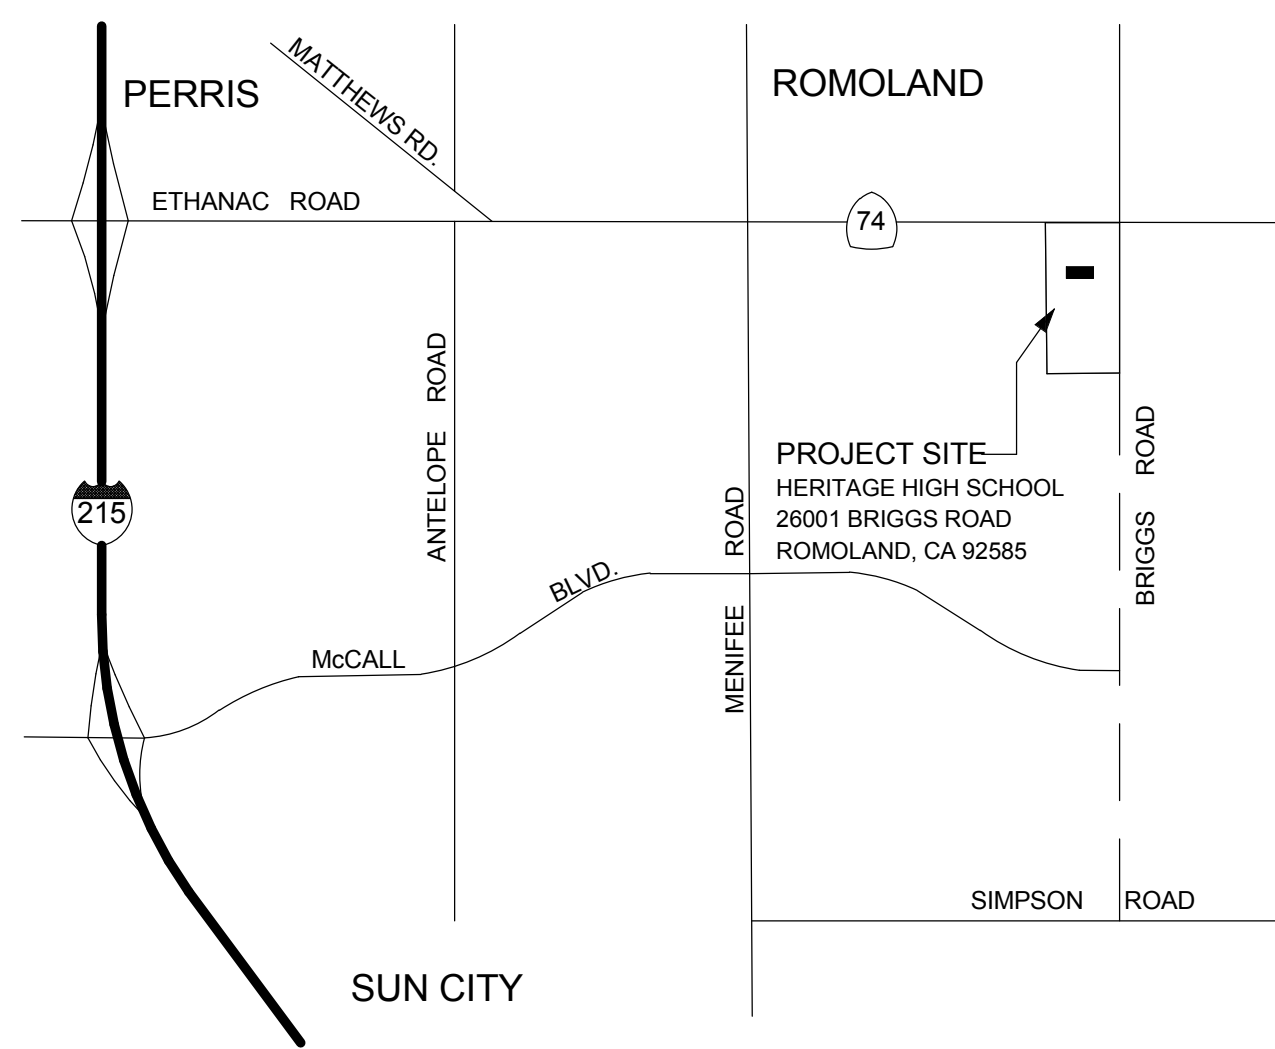 PERRIS
MATTHEWS RD.
ROMOLAND
ETHANAC ROAD
74
ANTELOPE ROAD
215
PROJECT SITE
HERITAGE HIGH SCHOOL
26001 BRIGGS ROAD
ROMOLAND, CA 92585
BRIGGS ROAD
MENIFEE ROAD
McCALL BLVD.
SIMPSON ROAD
SUN CITY